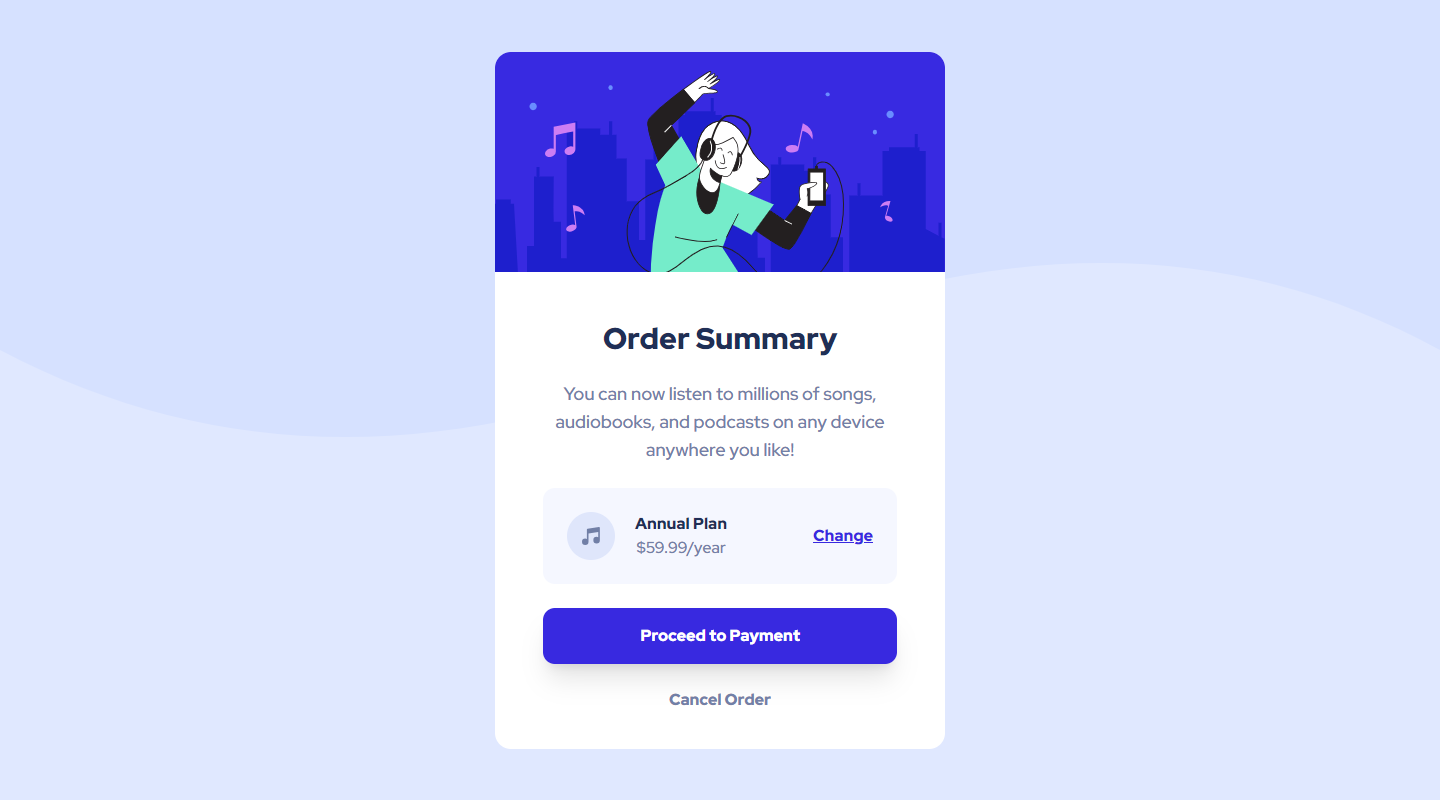 Order Summary
You can now listen to millions of songs,
audiobooks, and podcasts on any device
anywhere you like!
Annual Plan
$59.99/year
Change
Proceed to Payment
Cancel Order